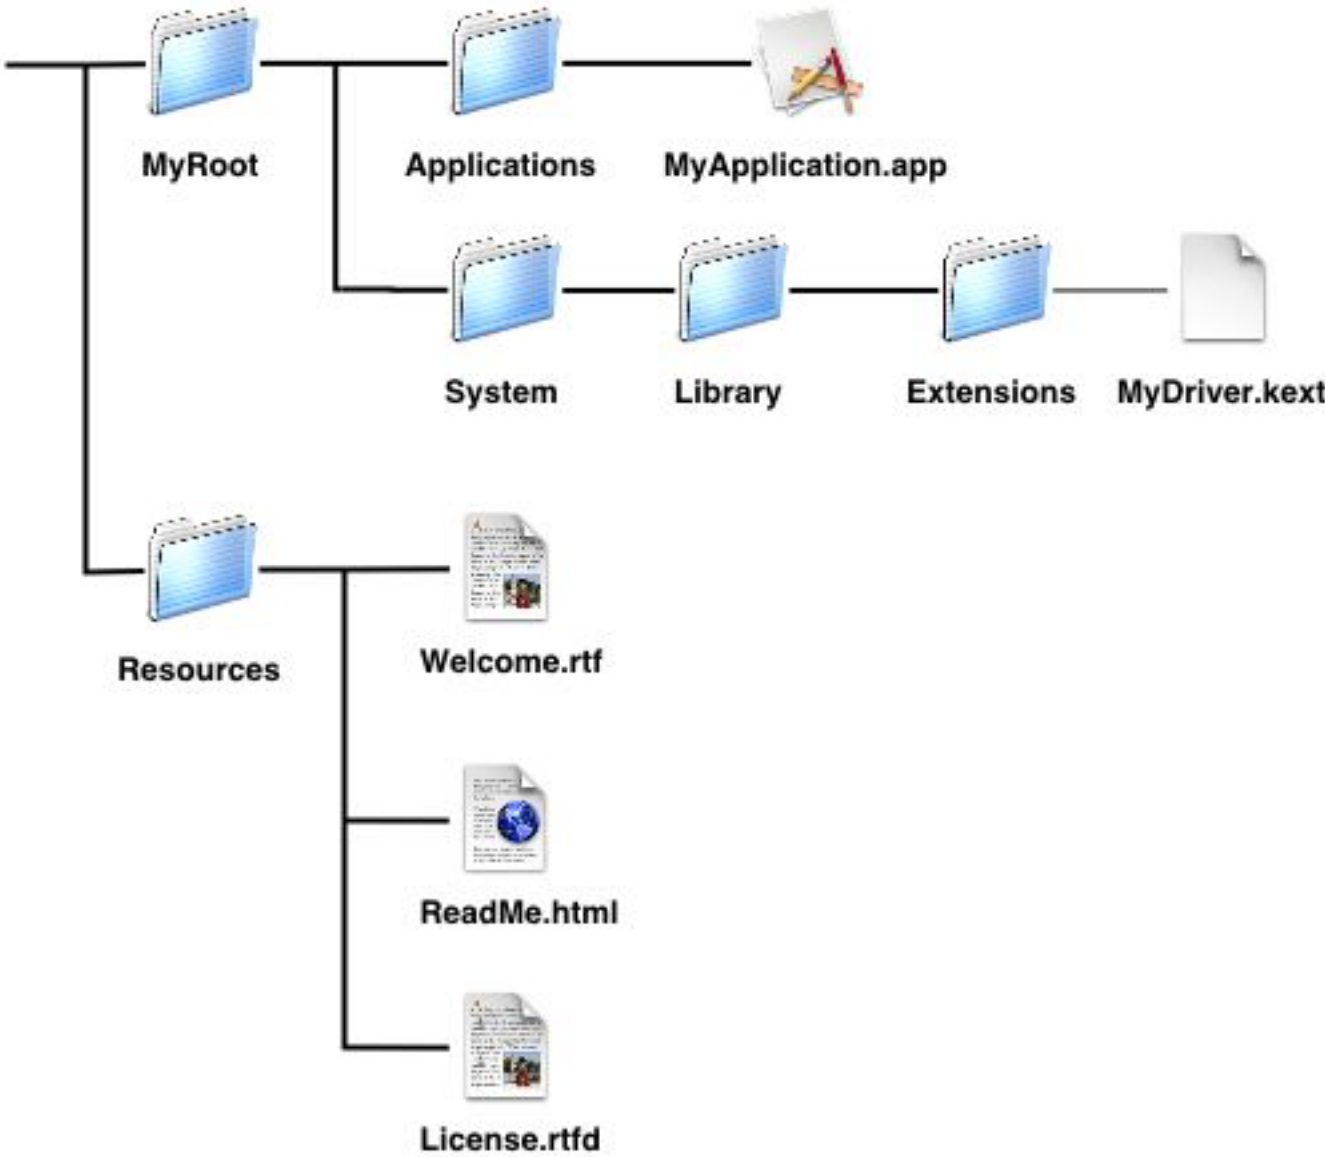 MyRoot
Applications
MyApplication.app
System
Library
Extensions
MyDriver.kext
Resources
Welcome.rtf
ReadMe.html
License.rtfd